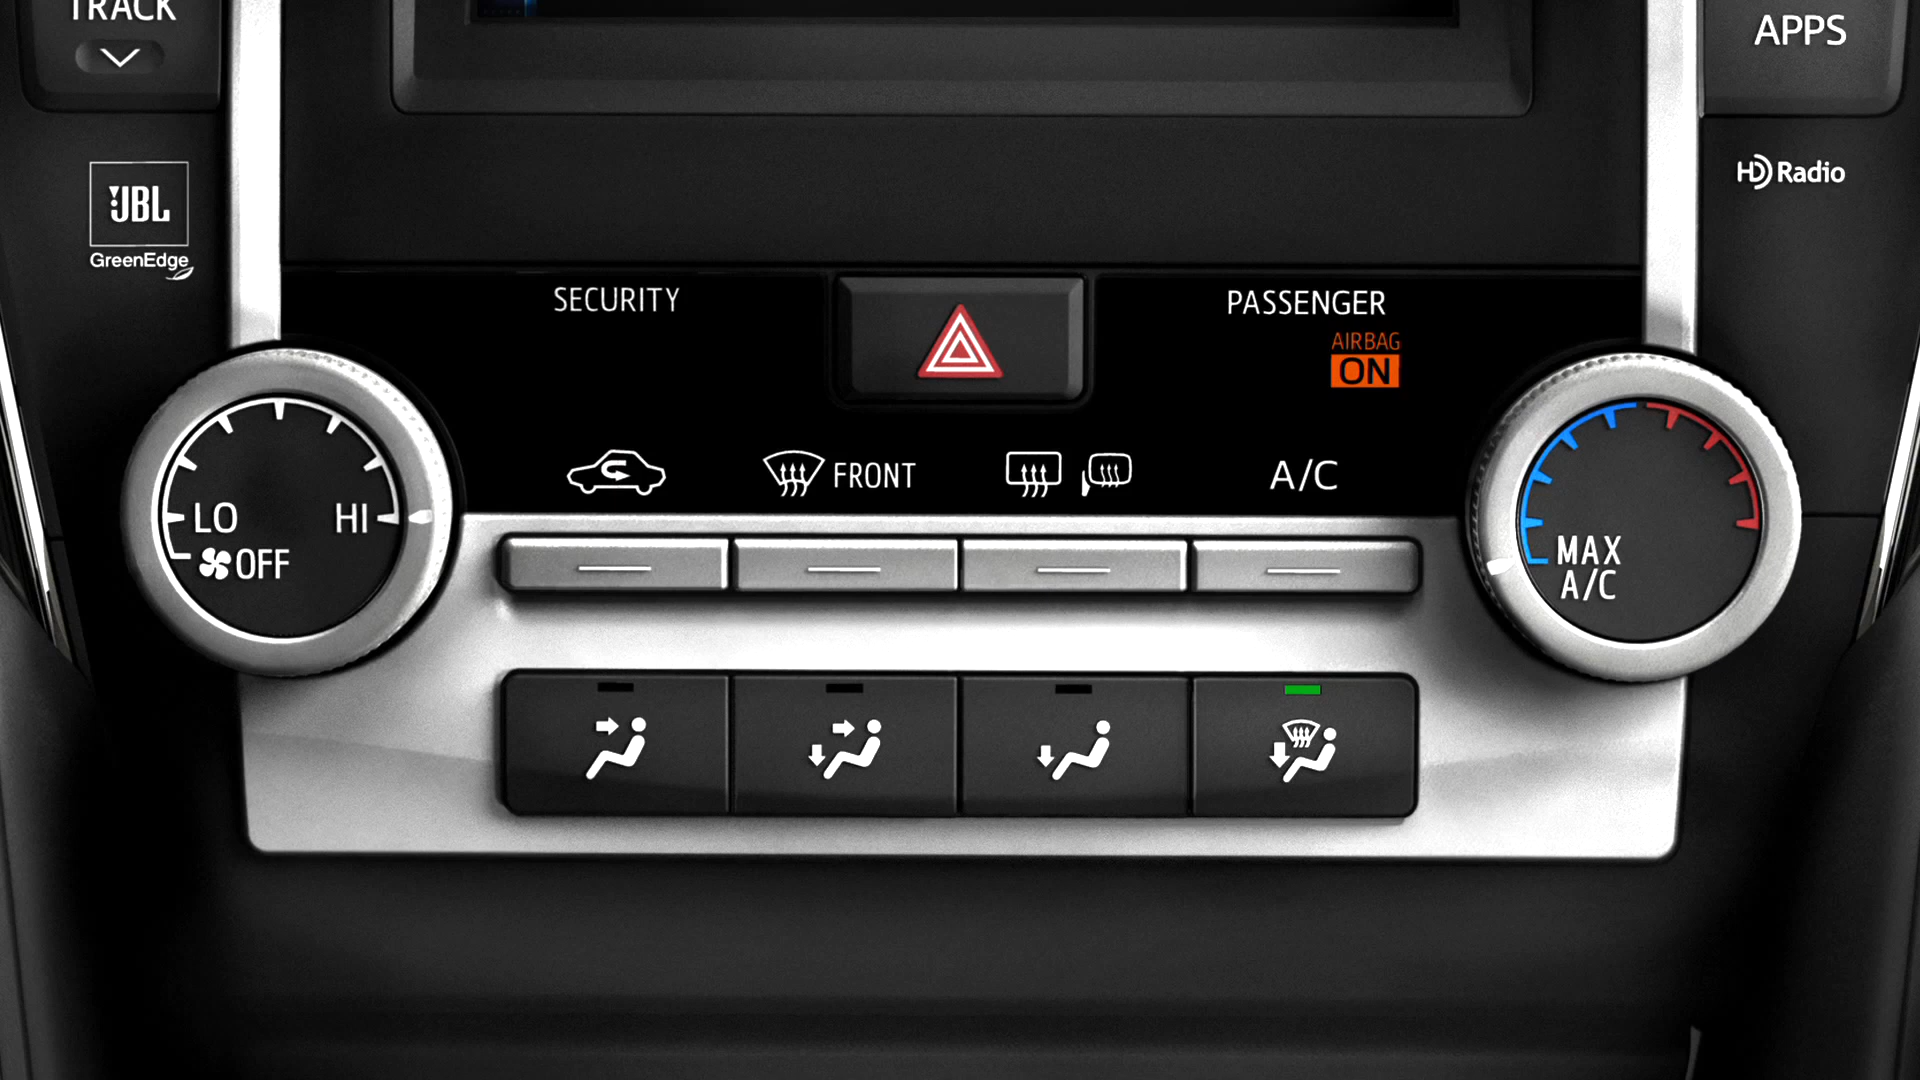 TRACK
APPS
JBL
GreenEdge
HD Radio
SECURITY
PASSENGER
AIRBAG
ON
FRONT
A/C
LO
HI
OFF
MAX
A/C